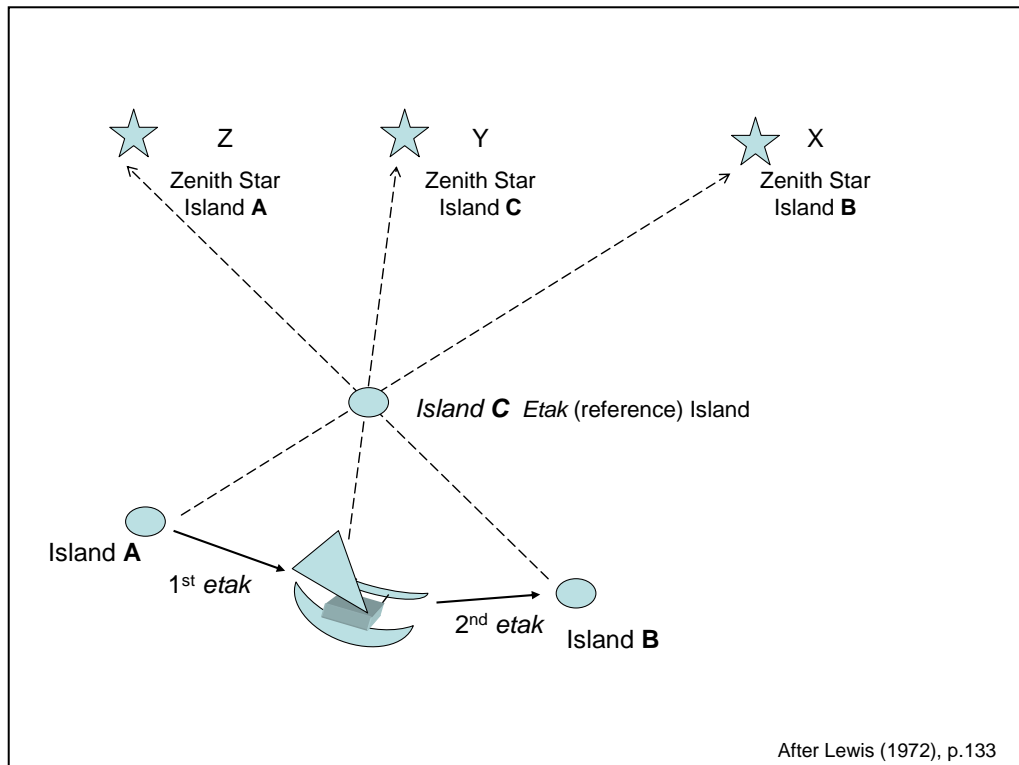 Z
Zenith Star
Island A
Y
Zenith Star
Island C
X
Zenith Star
Island B
Island C Etak (reference) Island
Island A
1st etak
2nd etak
Island B
After Lewis (1972), p.133